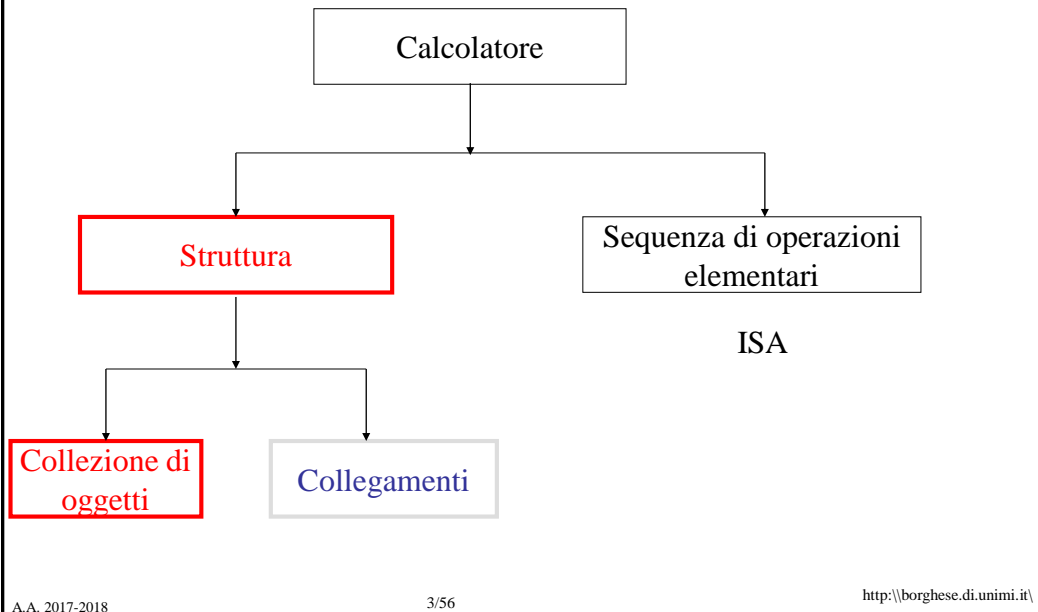 Calcolatore
Struttura
Sequenza di operazioni
elementari
ISA
Collezione di
oggetti
Collegamenti
A.A. 2017-2018
3/56
http:\\borghese.di.unimi.it\